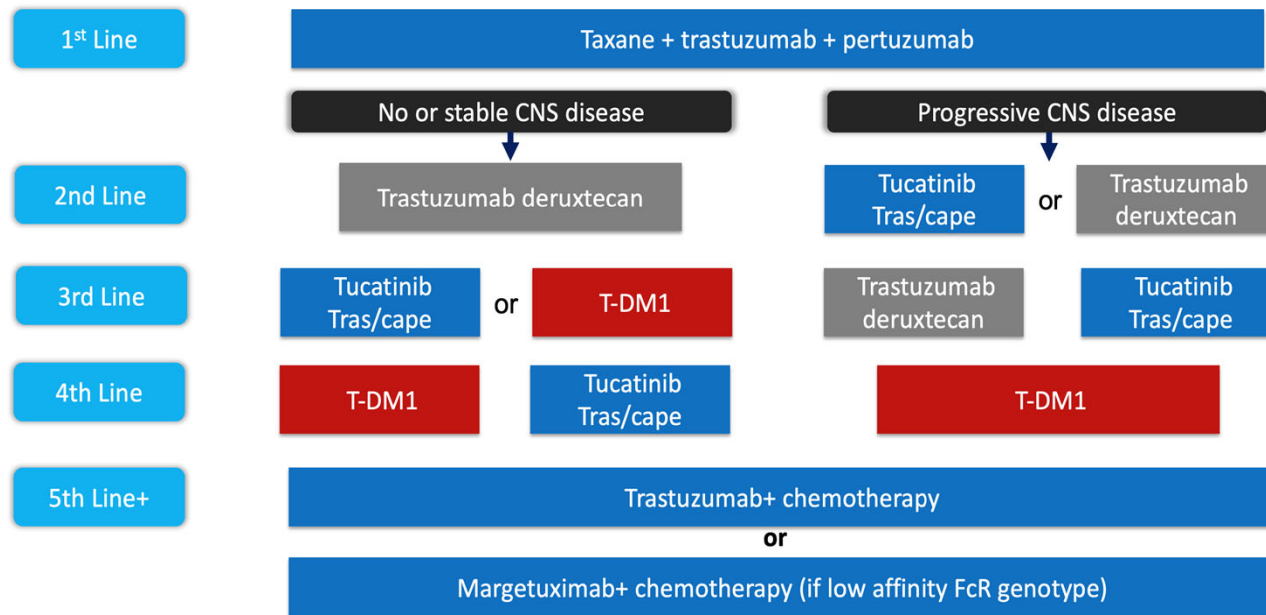 1st Line
Taxane + trastuzumab + pertuzumab
No or stable CNS disease
Progressive CNS disease
2nd Line
Trastuzumab deruxtecan
Tucatinib
Tras/cape
or
Trastuzumab
deruxtecan
3rd Line
Tucatinib
Tras/cape
or
T-DM1
Trastuzumab
deruxtecan
Tucatinib
Tras/cape
4th Line
T-DM1
Tucatinib
Tras/cape
T-DM1
5th Line+
Trastuzumab+ chemotherapy
or
Margetuximab+ chemotherapy (if low affinity FcR genotype)